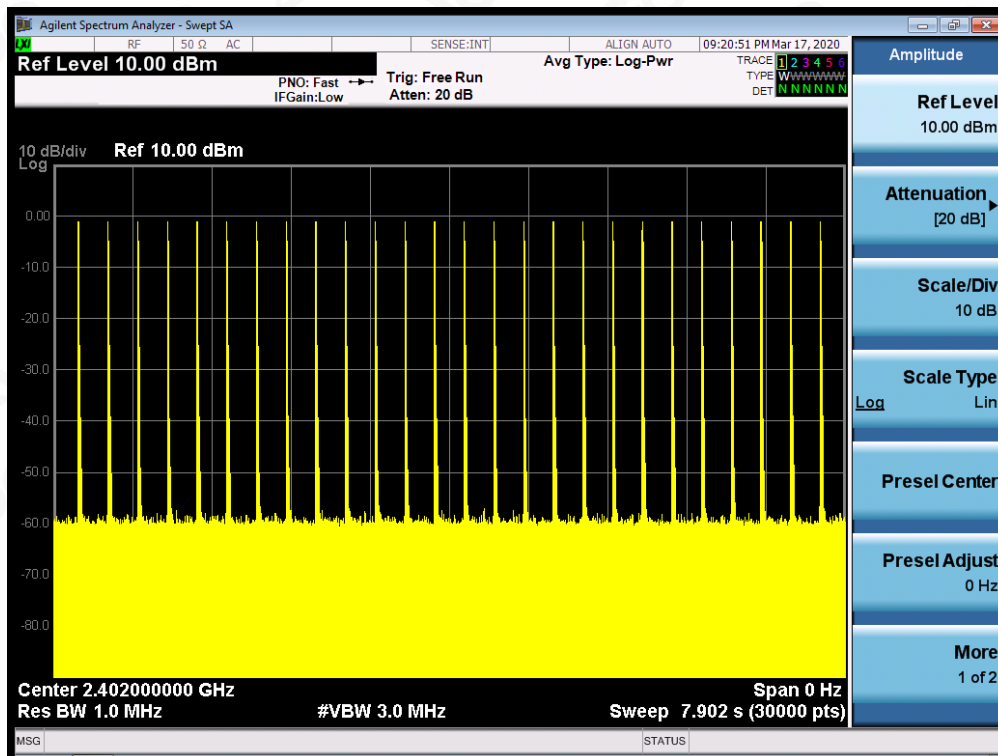 Agilent Spectrum Analyzer - Swept SA
LXI RF 50 Ω AC SENSE:INT ALIGN AUTO 09:20:51 PM Mar 17, 2020
Ref Level 10.00 dBm
PNO: Fast
IFGain:Low
Trig: Free Run
Atten: 20 dB
Avg Type: Log-Pwr
TRACE 1 2 3 4 5 6
TYPE WWWWWW
DET N N N N N N
10 dB/div Ref 10.00 dBm
Log
0.00
-10.0
-20.0
-30.0
-40.0
-50.0
-60.0
-70.0
-80.0
Center 2.402000000 GHz Span 0 Hz
Res BW 1.0 MHz #VBW 3.0 MHz Sweep 7.902 s (30000 pts)
MSG STATUS
Amplitude
Ref Level
10.00 dBm
Attenuation
[20 dB]
Scale/Div
10 dB
Scale Type
Log Lin
Presel Center
Presel Adjust
0 Hz
More
1 of 2